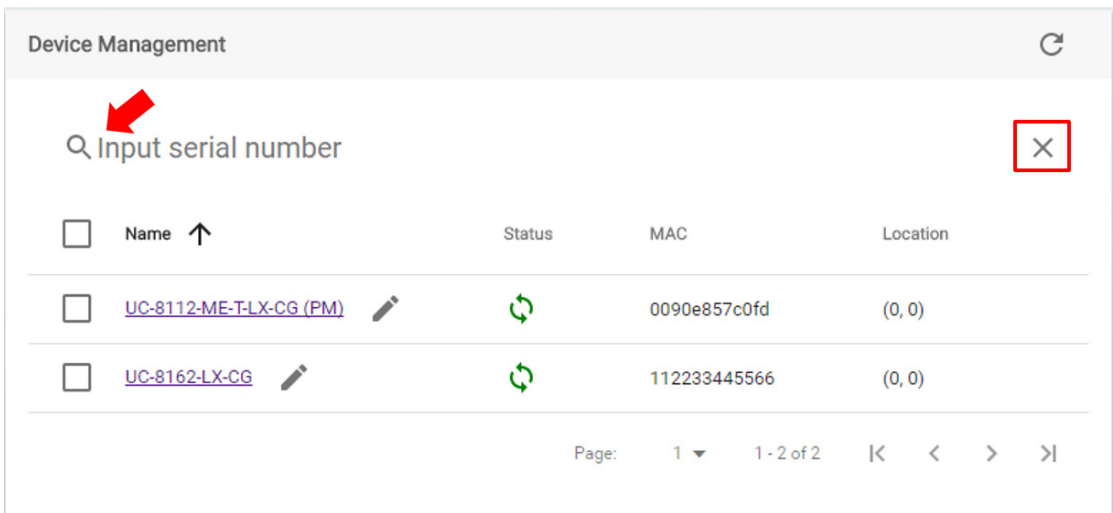 Device Management
Input serial number
Name Status MAC Location
UC-8112-ME-T-LX-CG (PM) 0090e857c0fd (0, 0)
UC-8162-LX-CG 112233445566 (0, 0)
Page: 1 1 - 2 of 2